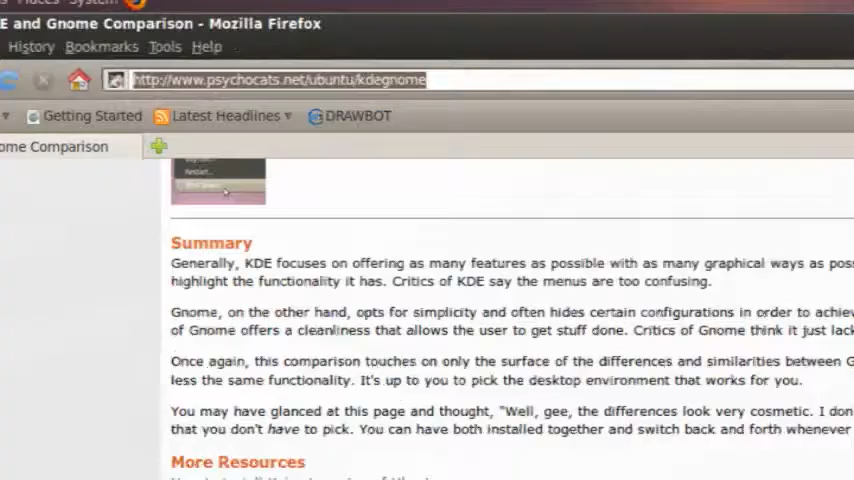 Places System
E and Gnome Comparison - Mozilla Firefox
History Bookmarks Tools Help
http://www.psychocats.net/ubuntu/kdegnome
Getting Started Latest Headlines DRAWBOT
ome Comparison
Restart...
Summary
Generally, KDE focuses on offering as many features as possible with as many graphical ways as pos
highlight the functionality it has. Critics of KDE say the menus are too confusing.
Gnome, on the other hand, opts for simplicity and often hides certain configurations in order to achiev
of Gnome offers a cleanliness that allows the user to get stuff done. Critics of Gnome think it just lack
Once again, this comparison touches on only the surface of the differences and similarities between G
less the same functionality. It's up to you to pick the desktop environment that works for you.
You may have glanced at this page and thought, "Well, gee, the differences look very cosmetic. I don
that you don't have to pick. You can have both installed together and switch back and forth whenever
More Resources